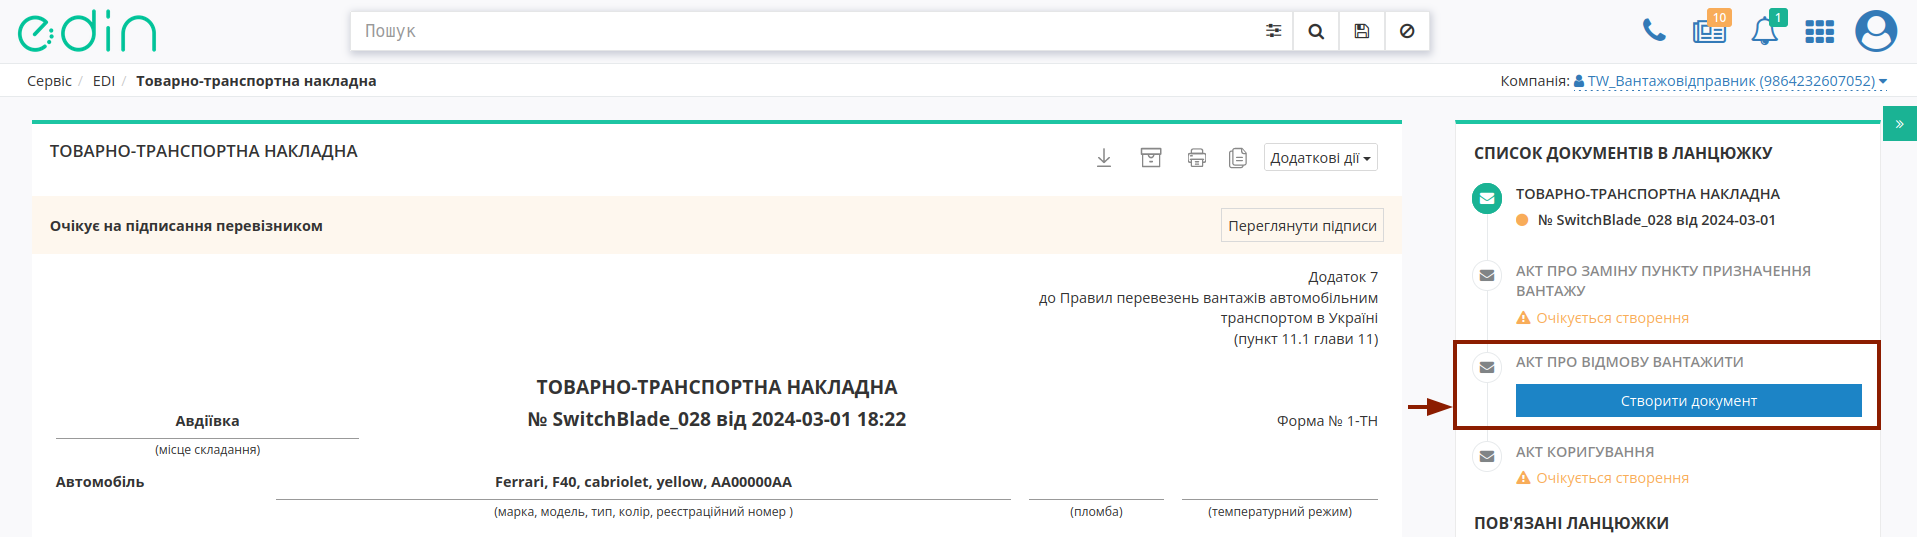 edin
Пошук
10
1
Сервіс / EDI / Товарно-транспортна накладна
Компанія: TW_Вантажовідправник (9864232607052)
»
ТОВАРНО-ТРАНСПОРТНА НАКЛАДНА
Додаткові дії
Очікує на підписання перевізником
Переглянути підписи
Додаток 7
до Правил перевезень вантажів автомобільним
транспортом в Україні
(пункт 11.1 глави 11)
ТОВАРНО-ТРАНСПОРТНА НАКЛАДНА
№ SwitchBlade_028 від 2024-03-01 18:22
Авдіївка
(місце складання)
Форма № 1-ТН
Автомобіль
Ferrari, F40, cabriolet, yellow, AA00000AA
(марка, модель, тип, колір, реєстраційний номер )
(пломба)
(температурний режим)
СПИСОК ДОКУМЕНТІВ В ЛАНЦЮЖКУ
ТОВАРНО-ТРАНСПОРТНА НАКЛАДНА
№ SwitchBlade_028 від 2024-03-01
АКТ ПРО ЗАМІНУ ПУНКТУ ПРИЗНАЧЕННЯ
ВАНТАЖУ
Очікується створення
АКТ ПРО ВІДМОВУ ВАНТАЖИТИ
Створити документ
АКТ КОРИГУВАННЯ
Очікується створення
ПОВ'ЯЗАНІ ЛАНЦЮЖКИ